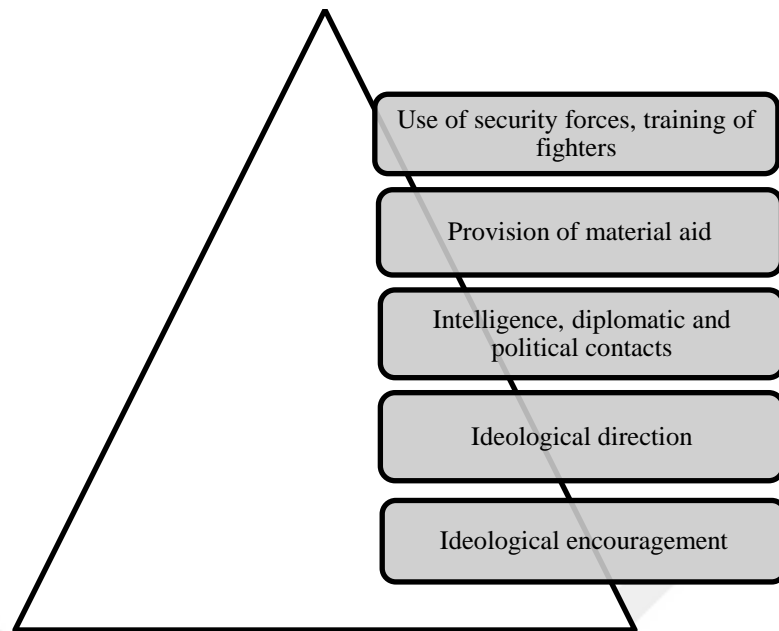 Use of security forces, training of
fighters
Provision of material aid
Intelligence, diplomatic and
political contacts
Ideological direction
Ideological encouragement